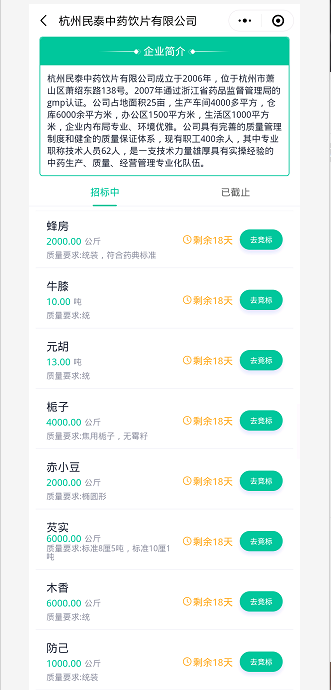 杭州民泰中药饮片有限公司
企业简介
杭州民泰中药饮片有限公司成立于2006年，位于杭州市萧
山区萧绍东路138号。2007年通过浙江省药品监督管理局的
gmp认证。公司占地面积25亩，生产车间4000多平方，仓
库6000余平方米，办公区1500平方米，生活区1000平方
米，企业内布局专业、环境优雅。公司具有完善的质量管理
制度和健全的质量保证体系，现有职工400余人，其中专业
职称技术人员62人，是一支技术力量雄厚具有实操经验的
中药生产、质量、经营管理专业化队伍。
招标中 已截止
蜂房
2000.00 公斤
质量要求:统装，符合药典标准
剩余18天 去竞标
牛膝
10.00 吨
质量要求:统
剩余18天 去竞标
元胡
13.00 吨
质量要求:统
剩余18天 去竞标
栀子
4000.00 公斤
质量要求:焦用栀子，无霉籽
剩余18天 去竞标
赤小豆
2000.00 公斤
质量要求:椭圆形
剩余18天 去竞标
芡实
6000.00 公斤
质量要求:标准8厘5吨，标准10厘1
吨
剩余18天 去竞标
木香
6000.00 公斤
质量要求:统
剩余18天 去竞标
防己
1000.00 公斤
质量要求:统装
剩余18天 去竞标